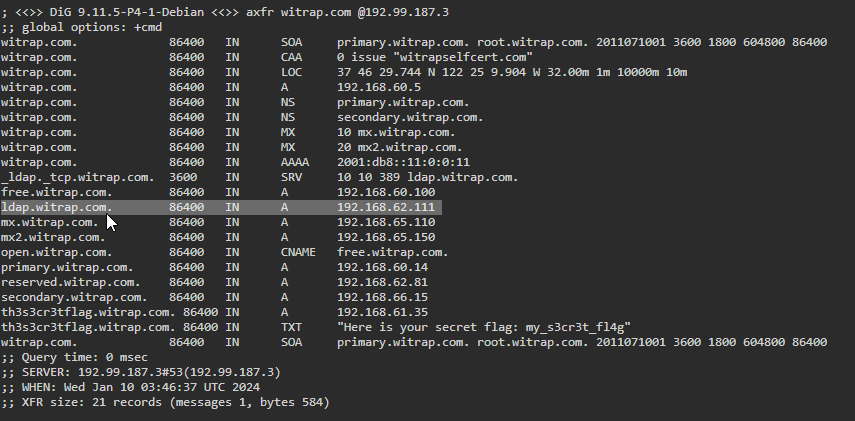 ; <<>> DiG 9.11.5-P4-1-Debian <<>> axfr witrap.com @192.99.187.3
;; global options: +cmd
witrap.com. 86400 IN SOA primary.witrap.com. root.witrap.com. 2011071001 3600 1800 604800 86400
witrap.com. 86400 IN CAA 0 issue "witrapselfcert.com"
witrap.com. 86400 IN LOC 37 46 29.744 N 122 25 9.904 W 32.00m 1m 10000m 10m
witrap.com. 86400 IN A 192.168.60.5
witrap.com. 86400 IN NS primary.witrap.com.
witrap.com. 86400 IN NS secondary.witrap.com.
witrap.com. 86400 IN MX 10 mx.witrap.com.
witrap.com. 86400 IN MX 20 mx2.witrap.com.
witrap.com. 86400 IN AAAA 2001:db8::11:0:0:11
_ldap._tcp.witrap.com. 3600 IN SRV 10 10 389 ldap.witrap.com.
free.witrap.com. 86400 IN A 192.168.60.100
ldap.witrap.com. 86400 IN A 192.168.62.111
mx.witrap.com. 86400 IN A 192.168.65.110
mx2.witrap.com. 86400 IN A 192.168.65.150
open.witrap.com. 86400 IN CNAME free.witrap.com.
primary.witrap.com. 86400 IN A 192.168.60.14
reserved.witrap.com. 86400 IN A 192.168.62.81
secondary.witrap.com. 86400 IN A 192.168.66.15
th3s3cr3tflag.witrap.com. 86400 IN A 192.168.61.35
th3s3cr3tflag.witrap.com. 86400 IN TXT "Here is your secret flag: my_s3cr3t_fl4g"
witrap.com. 86400 IN SOA primary.witrap.com. root.witrap.com. 2011071001 3600 1800 604800 86400
;; Query time: 0 msec
;; SERVER: 192.99.187.3#53(192.99.187.3)
;; WHEN: Wed Jan 10 03:46:37 UTC 2024
;; XFR size: 21 records (messages 1, bytes 584)